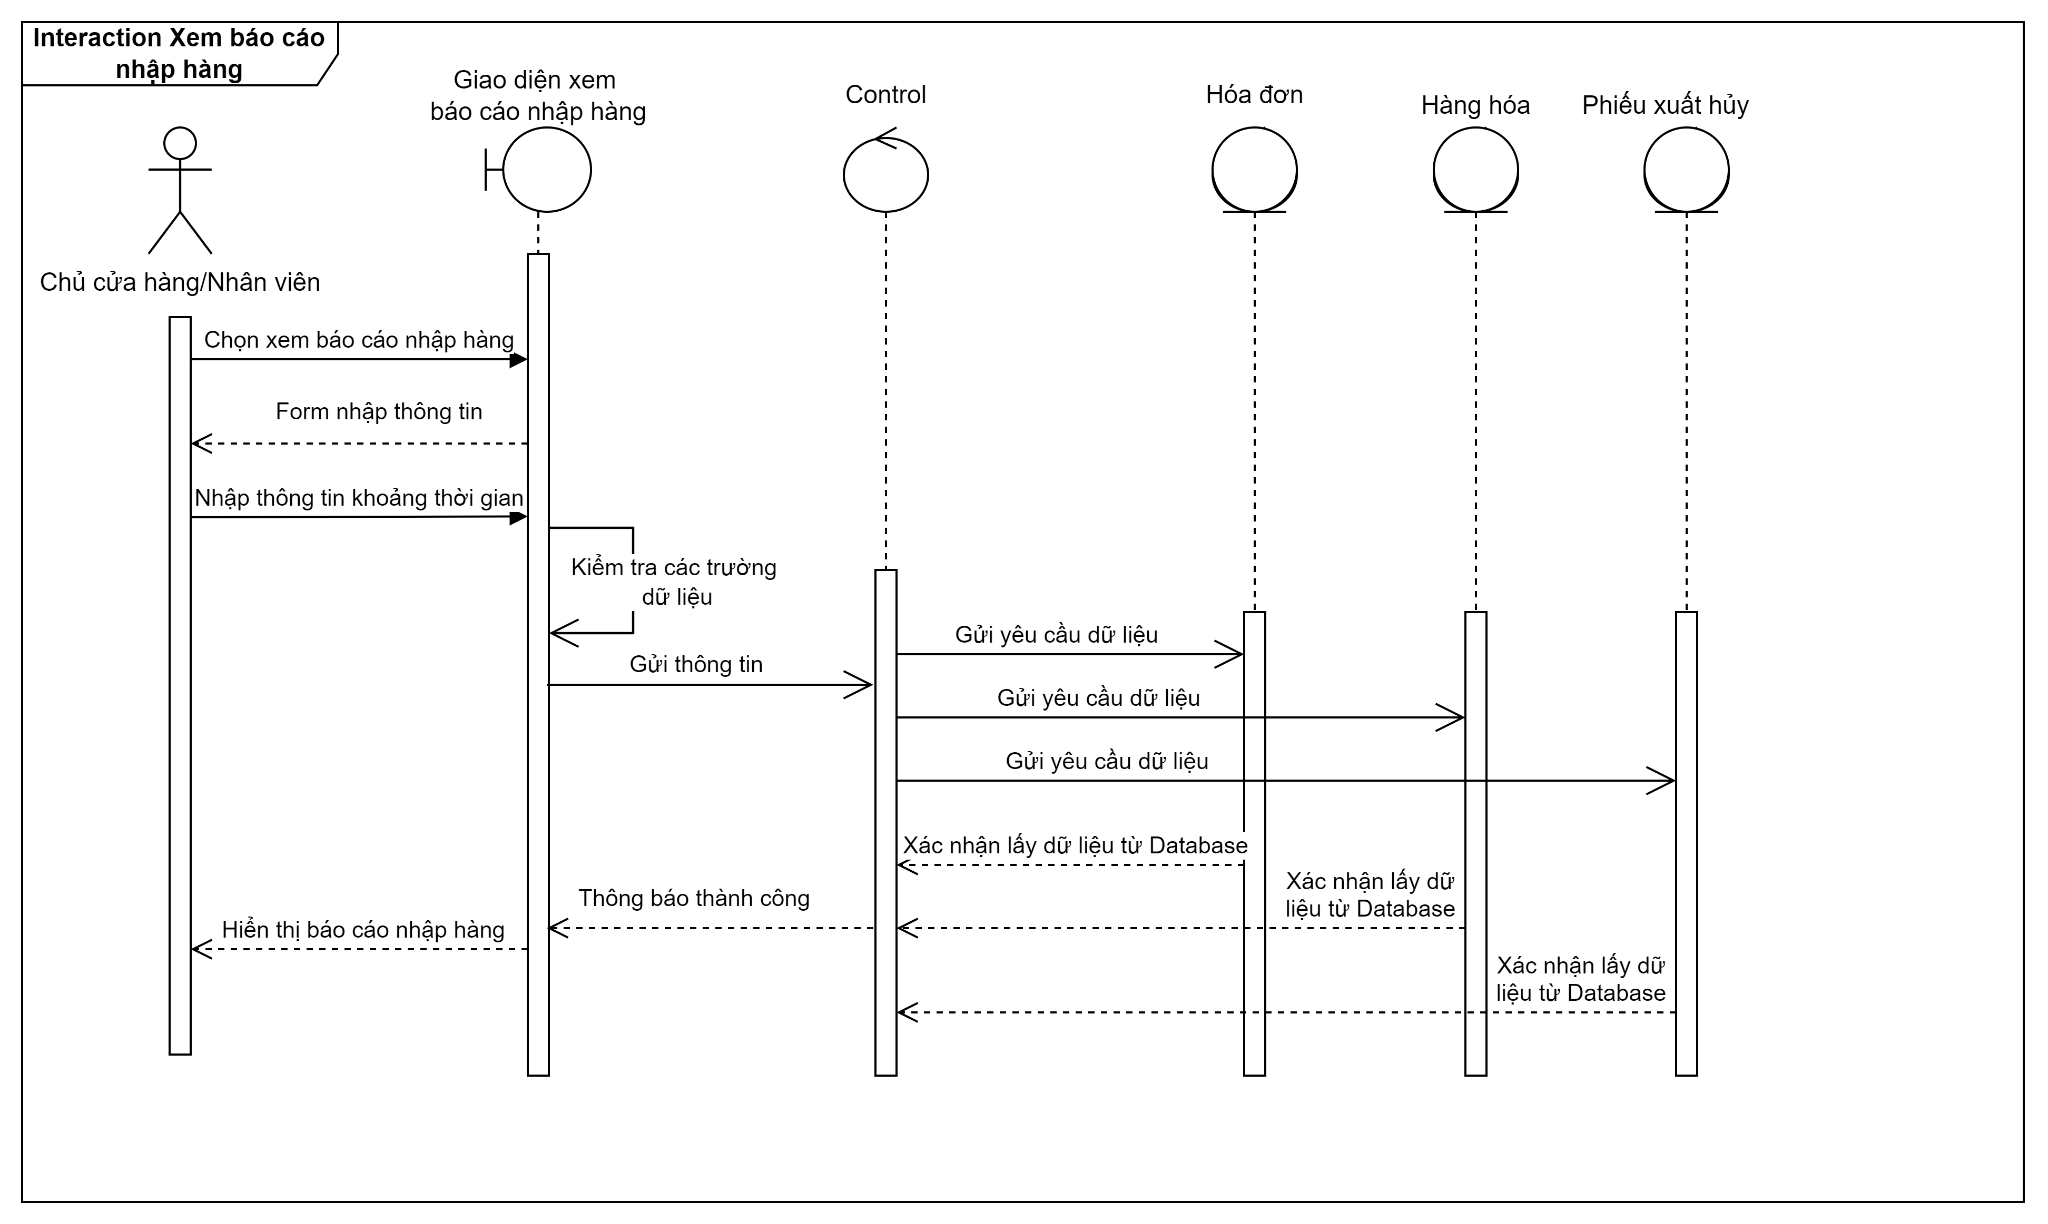 Interaction Xem báo cáo
nhập hàng
Giao diện xem
báo cáo nhập hàng
Control
Hóa đơn
Hàng hóa
Phiếu xuất hủy
Chủ cửa hàng/Nhân viên
Chọn xem báo cáo nhập hàng
Form nhập thông tin
Nhập thông tin khoảng thời gian
Kiểm tra các trường
dữ liệu
Gửi yêu cầu dữ liệu
Gửi thông tin
Gửi yêu cầu dữ liệu
Gửi yêu cầu dữ liệu
Xác nhận lấy dữ liệu từ Database
Xác nhận lấy dữ
liệu từ Database
Thông báo thành công
Hiển thị báo cáo nhập hàng
Xác nhận lấy dữ
liệu từ Database